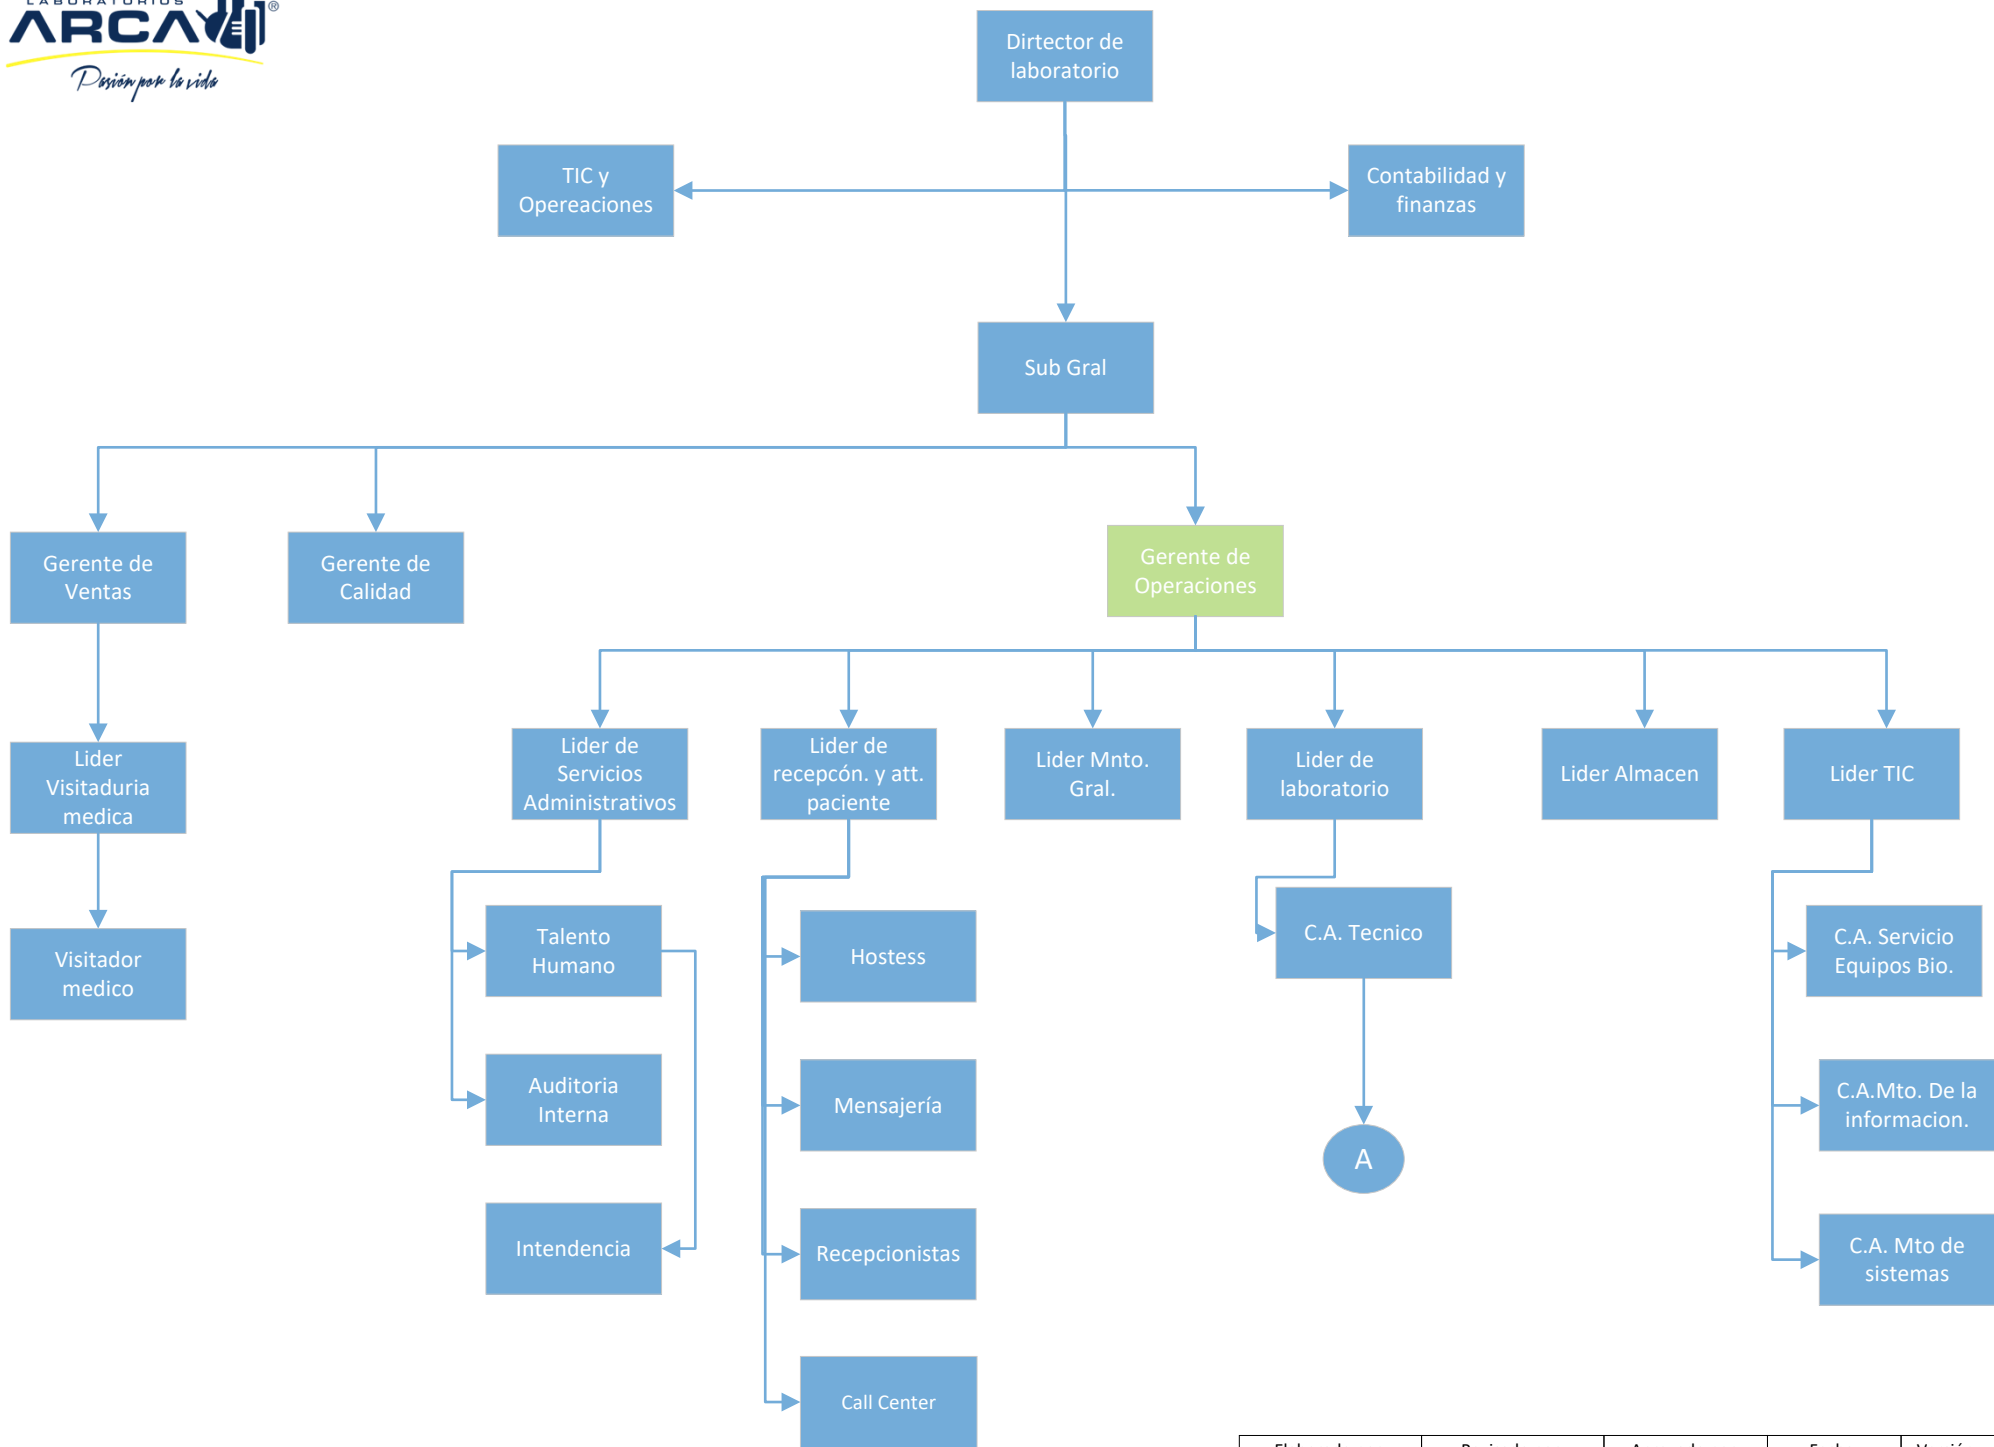 LABORATORIOS
ARCA
®
Pasión por la vida
Dirtector de
laboratorio
TIC y
Opereaciones
Contabilidad y
finanzas
Sub Gral
Gerente de
Ventas
Gerente de
Calidad
Gerente de
Operaciones
Lider
Visitaduria
medica
Lider de
Servicios
Administrativos
Lider de
recepcón. y att.
paciente
Lider Mnto.
Gral.
Lider de
laboratorio
Lider Almacen
Lider TIC
Visitador
medico
Talento
Humano
Hostess
C.A. Tecnico
C.A. Servicio
Equipos Bio.
Auditoria
Interna
Mensajería
A
C.A.Mto. De la
informacion.
Intendencia
Recepcionistas
C.A. Mto de
sistemas
Call Center